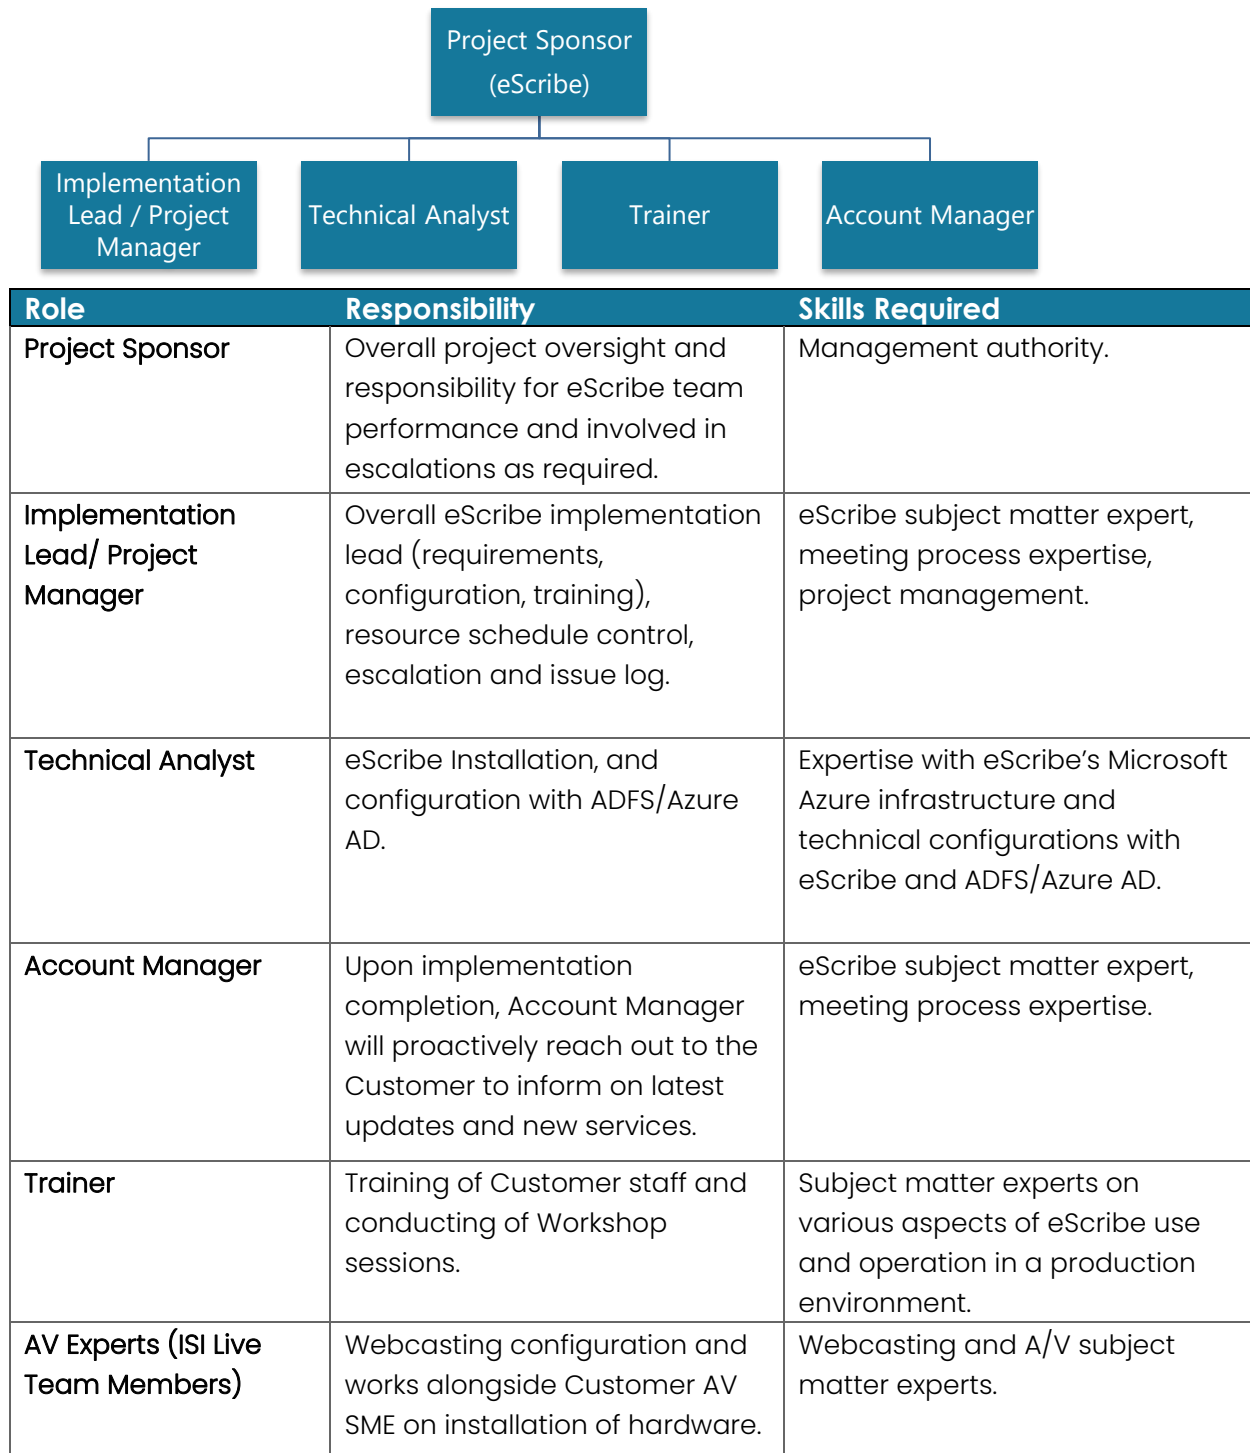 Project Sponsor
(eScribe)
Implementation
Lead / Project
Manager
Technical Analyst
Trainer
Account Manager
Role Responsibility Skills Required
Project Sponsor
Overall project oversight and
responsibility for eScribe team
performance and involved in
escalations as required.
Management authority.
Implementation
Lead/ Project
Manager
Overall eScribe implementation
lead (requirements,
configuration, training),
resource schedule control,
escalation and issue log.
eScribe subject matter expert,
meeting process expertise,
project management.
Technical Analyst
eScribe Installation, and
configuration with ADFS/Azure
AD.
Expertise with eScribe’s Microsoft
Azure infrastructure and
technical configurations with
eScribe and ADFS/Azure AD.
Account Manager
Upon implementation
completion, Account Manager
will proactively reach out to the
Customer to inform on latest
updates and new services.
eScribe subject matter expert,
meeting process expertise.
Trainer
Training of Customer staff and
conducting of Workshop
sessions.
Subject matter experts on
various aspects of eScribe use
and operation in a production
environment.
AV Experts (ISI Live
Team Members)
Webcasting configuration and
works alongside Customer AV
SME on installation of hardware.
Webcasting and A/V subject
matter experts.